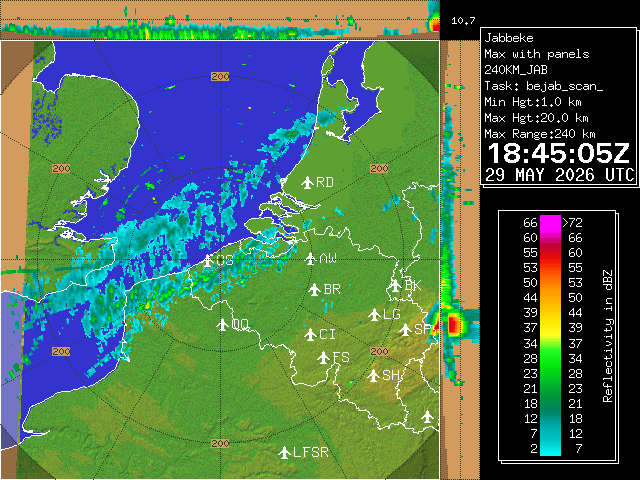 10.7
Jabbeke
Max with panels
240KM_JAB
Task: bejab_scan_
Min Hgt:1.0 km
Max Hgt:20.0 km
Max Range:240 km
18:45:05Z
29 MAY 2026 UTC
200
200
200
RD
OS
AW
BR
BK
LG
OO
CI
SP
FS
SH
200
200
200
LFSR
66 >72
60 66
55 60
53 55
50 53
44 50
39 44
37 39
34 37
28 34
23 28
21 23
18 21
12 18
7 12
2 7
Reflectivity in dBZ